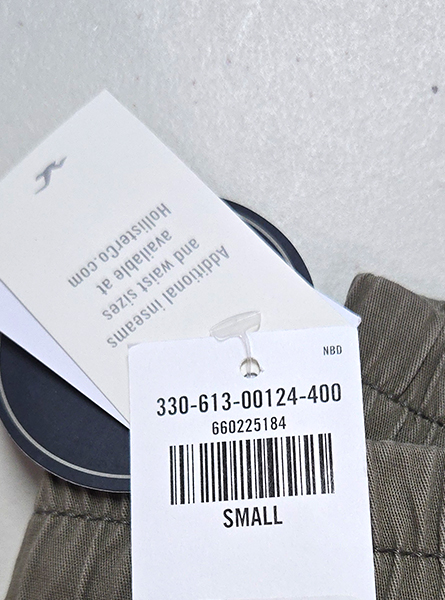 Additional inseams
and waist sizes
available at
HollisterCo.com
NBD
330-613-00124-400
660225184
SMALL